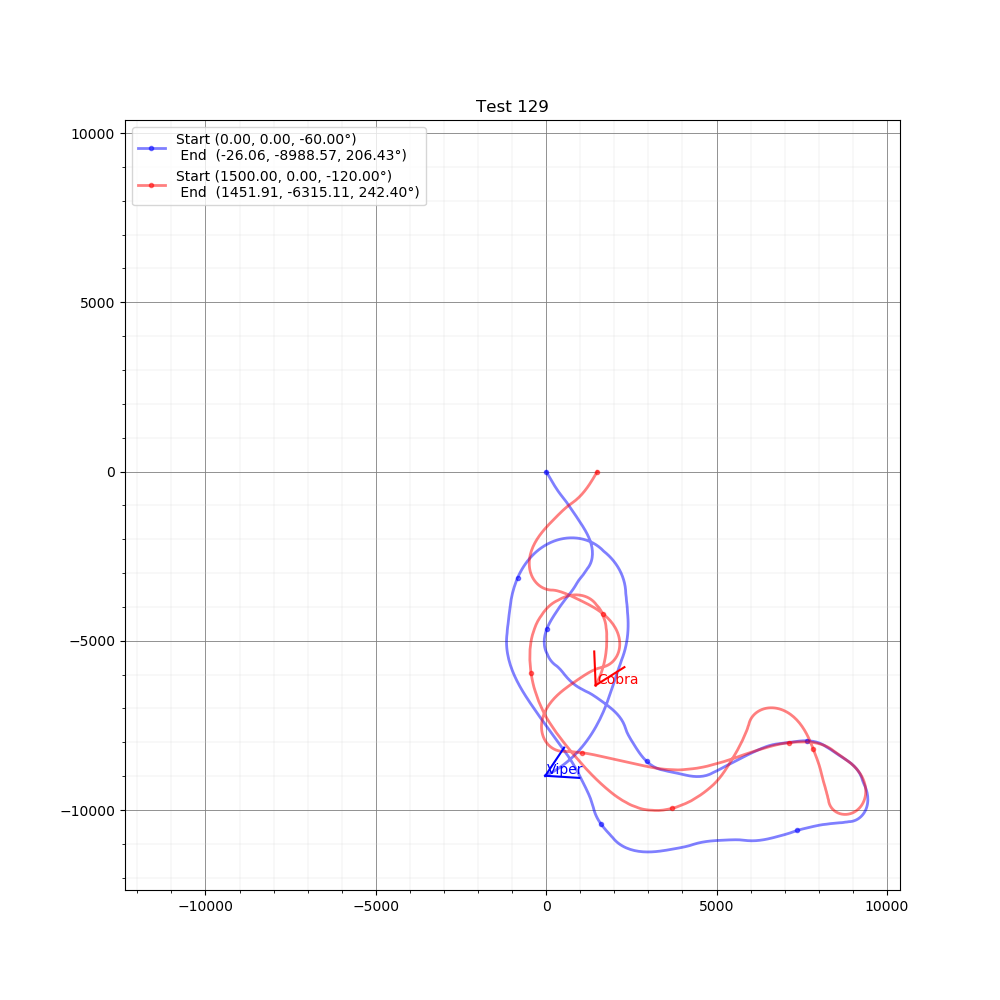 Test 129
Start (0.00, 0.00, -60.00°)
End (-26.06, -8988.57, 206.43°)
Start (1500.00, 0.00, -120.00°)
End (1451.91, -6315.11, 242.40°)
10000
5000
0
−5000
−10000
Cobra
Viper
−10000 −5000 0 5000 10000